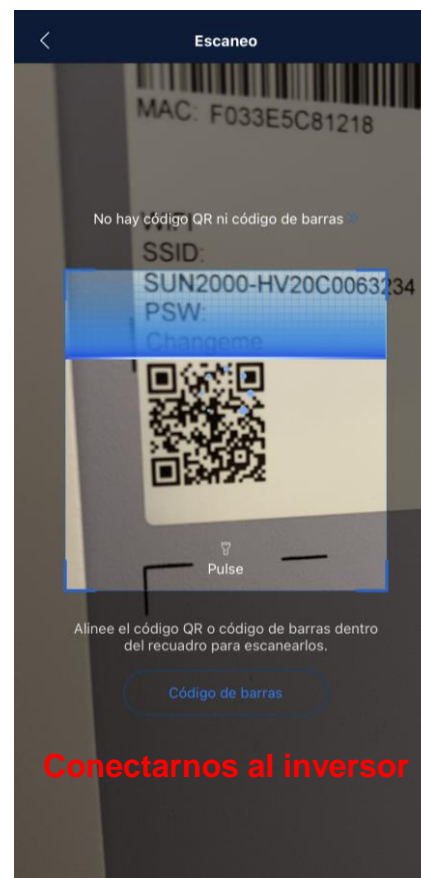 Escaneo
MAC: F033E5C81218
No hay código QR ni código de barras »
WIFI
SSID:
SUN2000-HV20C0063234
PSW:
Changeme
Pulse
Alinee el código QR o código de barras dentro
del recuadro para escanearlos.
Código de barras
Conectarnos al inversor